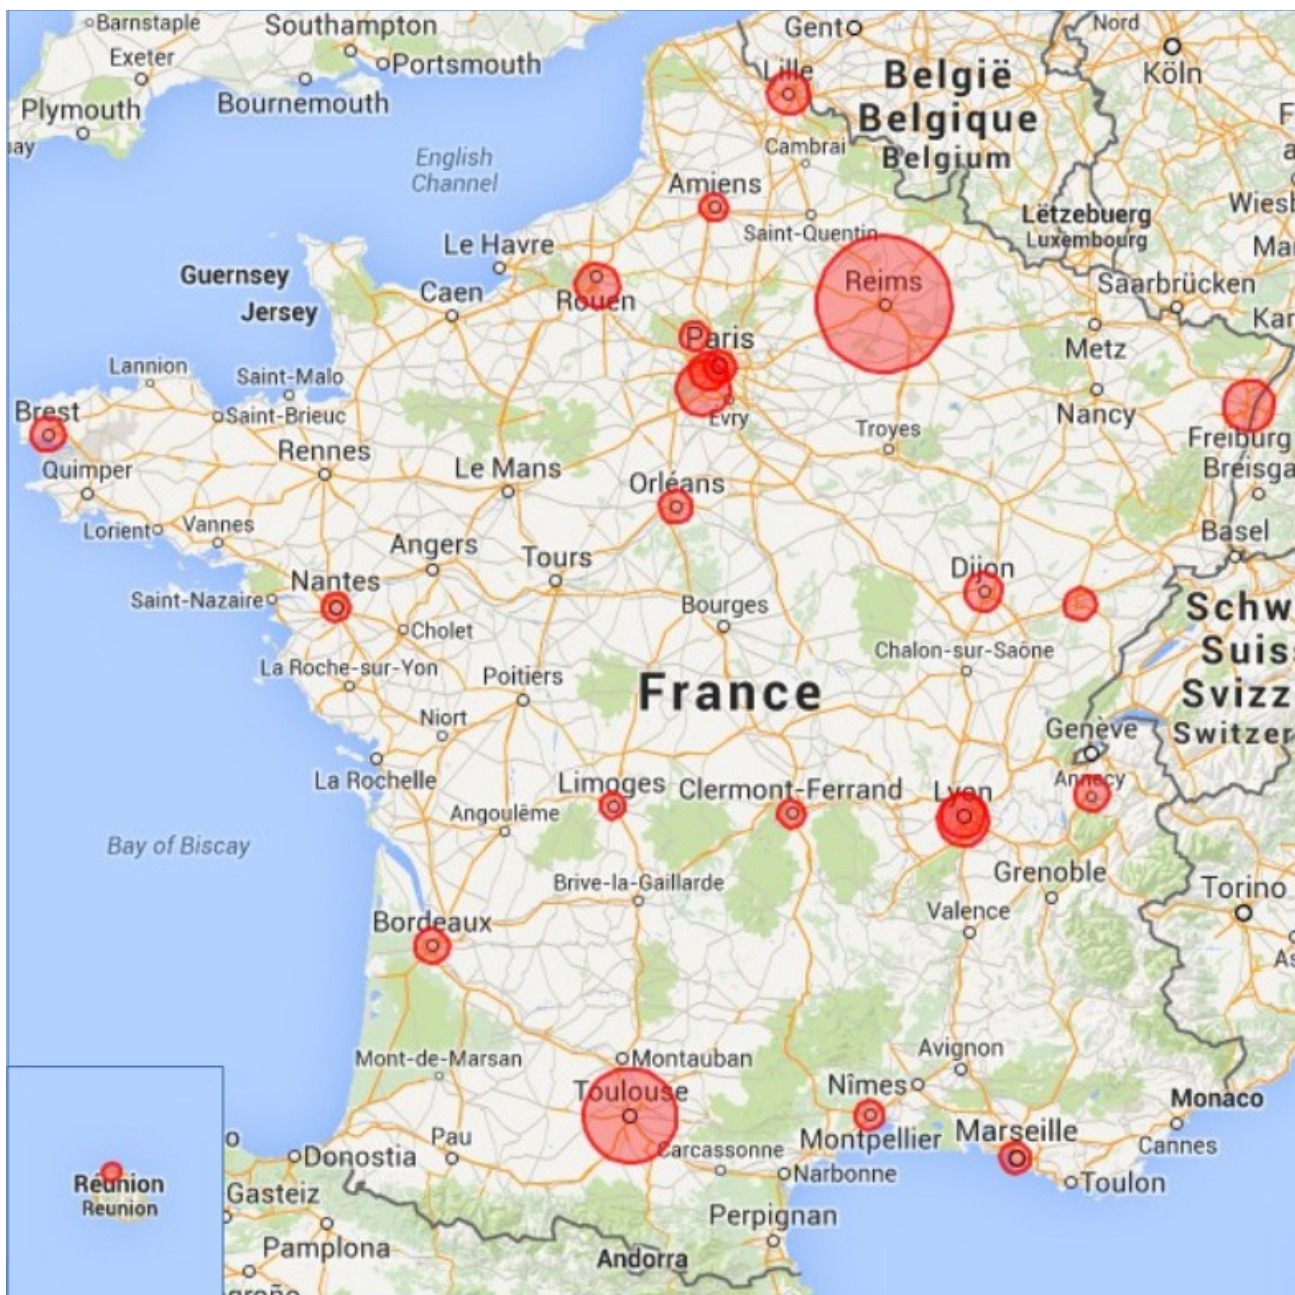 Barnstaple
Southampton
Gent
Nord
Exeter
Portsmouth
Lille
België
Köln
Plymouth
Bournemouth
Belgique
Cambrai
Belgium
English
Channel
Amiens
Saint-Quentin
Lëtzebuerg
Luxembourg
Le Havre
Guernsey
Reims
Saarbrücken
Caen
Rouen
Jersey
Paris
Metz
Lannion
Saint-Malo
Brest
Saint-Brieuc
Evry
Troyes
Nancy
Rennes
Freiburg
Quimper
Le Mans
Breisga
Orléans
Lorient
Vannes
Angers
Tours
Basel
Nantes
Dijon
Saint-Nazaire
Bourges
Schw
Cholet
Chalon-sur-Saône
Suis
La Roche-sur-Yon
Poitiers
France
Svizz
Niort
Genève
Switzer
La Rochelle
Limoges
Clermont-Ferrand
Lyon
Annecy
Angoulême
Bay of Biscay
Brive-la-Gaillarde
Grenoble
Torino
Bordeaux
Valence
Mont-de-Marsan
Montauban
Avignon
Toulouse
Nîmes
Monaco
Pau
Carcassonne
Montpellier
Marseille
Cannes
Donostia
Narbonne
Toulon
Réunion
Reunion
Gasteiz
Perpignan
Pamplona
Andorra